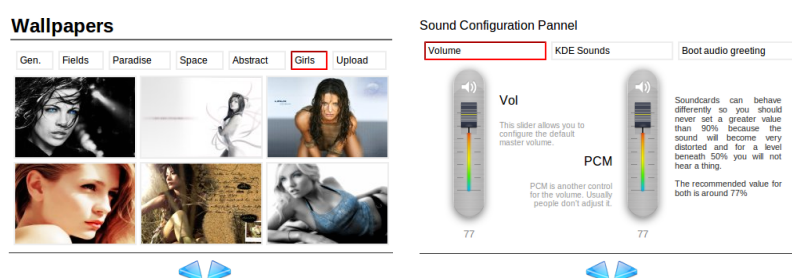 Wallpapers
Gen.
Fields
Paradise
Space
Abstract
Girls
Upload
Sound Configuration Pannel
Volume
KDE Sounds
Boot audio greeting
Vol
This slider allows you to
configure the default
master volume.
PCM
PCM is another control
for the volume. Usually
people don't adjust it.
77
77
Soundcards can behave
differently so you should
never set a greater value
than 90% because the
sound will become very
distorted and for a level
beneath 50% you will not
hear a thing.
The recommended value for
both is around 77%